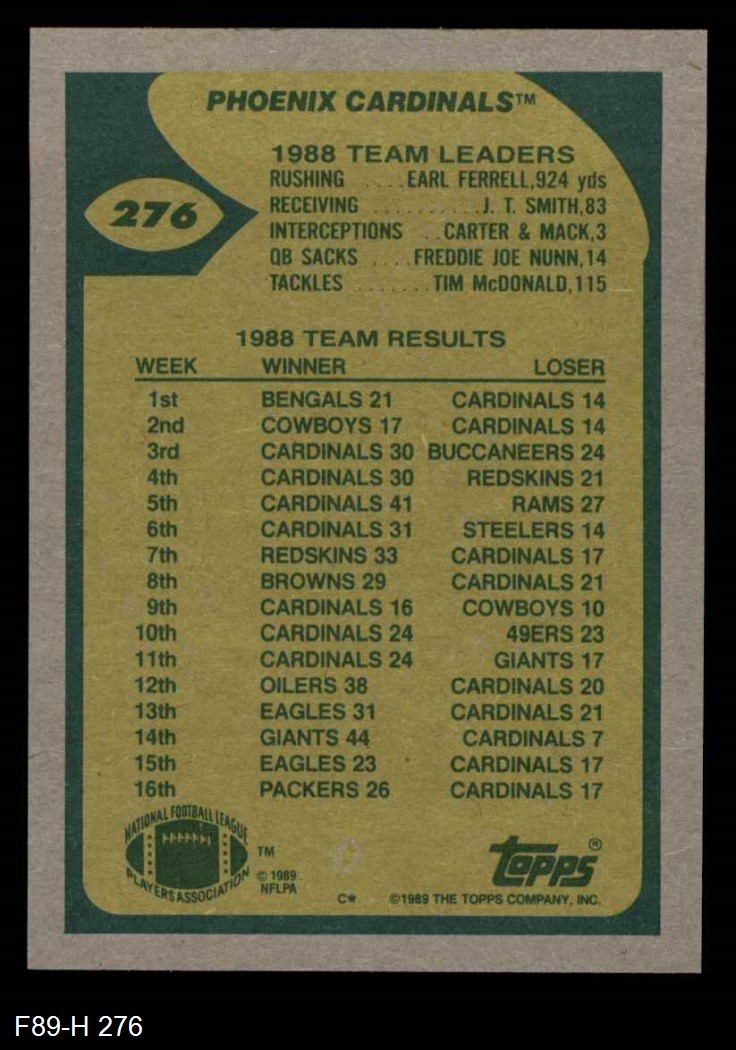 PHOENIX CARDINALS™
1988 TEAM LEADERS
RUSHING ....EARL FERRELL,924 yds
RECEIVING ..........J. T. SMITH,83
INTERCEPTIONS ..CARTER & MACK,3
276
QB SACKS ....FREDDIE JOE NUNN,14
TACKLES .......TIM McDONALD,115
1988 TEAM RESULTS
WEEK WINNER LOSER
1st BENGALS 21 CARDINALS 14
2nd COWBOYS 17 CARDINALS 14
3rd CARDINALS 30 BUCCANEERS 24
4th CARDINALS 30 REDSKINS 21
5th CARDINALS 41 RAMS 27
6th CARDINALS 31 STEELERS 14
7th REDSKINS 33 CARDINALS 17
8th BROWNS 29 CARDINALS 21
9th CARDINALS 16 COWBOYS 10
10th CARDINALS 24 49ERS 23
11th CARDINALS 24 GIANTS 17
12th OILERS 38 CARDINALS 20
13th EAGLES 31 CARDINALS 21
14th GIANTS 44 CARDINALS 7
15th EAGLES 23 CARDINALS 17
16th PACKERS 26 CARDINALS 17
NATIONAL FOOTBALL LEAGUE
PLAYERS ASSOCIATION
TM
© 1989
NFLPA
topps®
C* ©1989 THE TOPPS COMPANY, INC.
F89-H 276